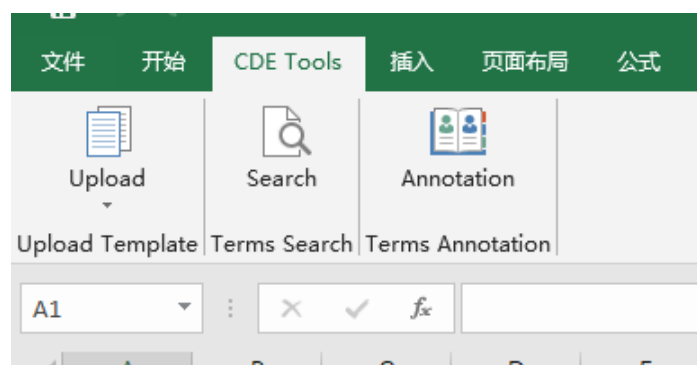 文件 开始 CDE Tools 插入 页面布局 公式
Upload Search Annotation
Upload Template Terms Search Terms Annotation
A1 fx